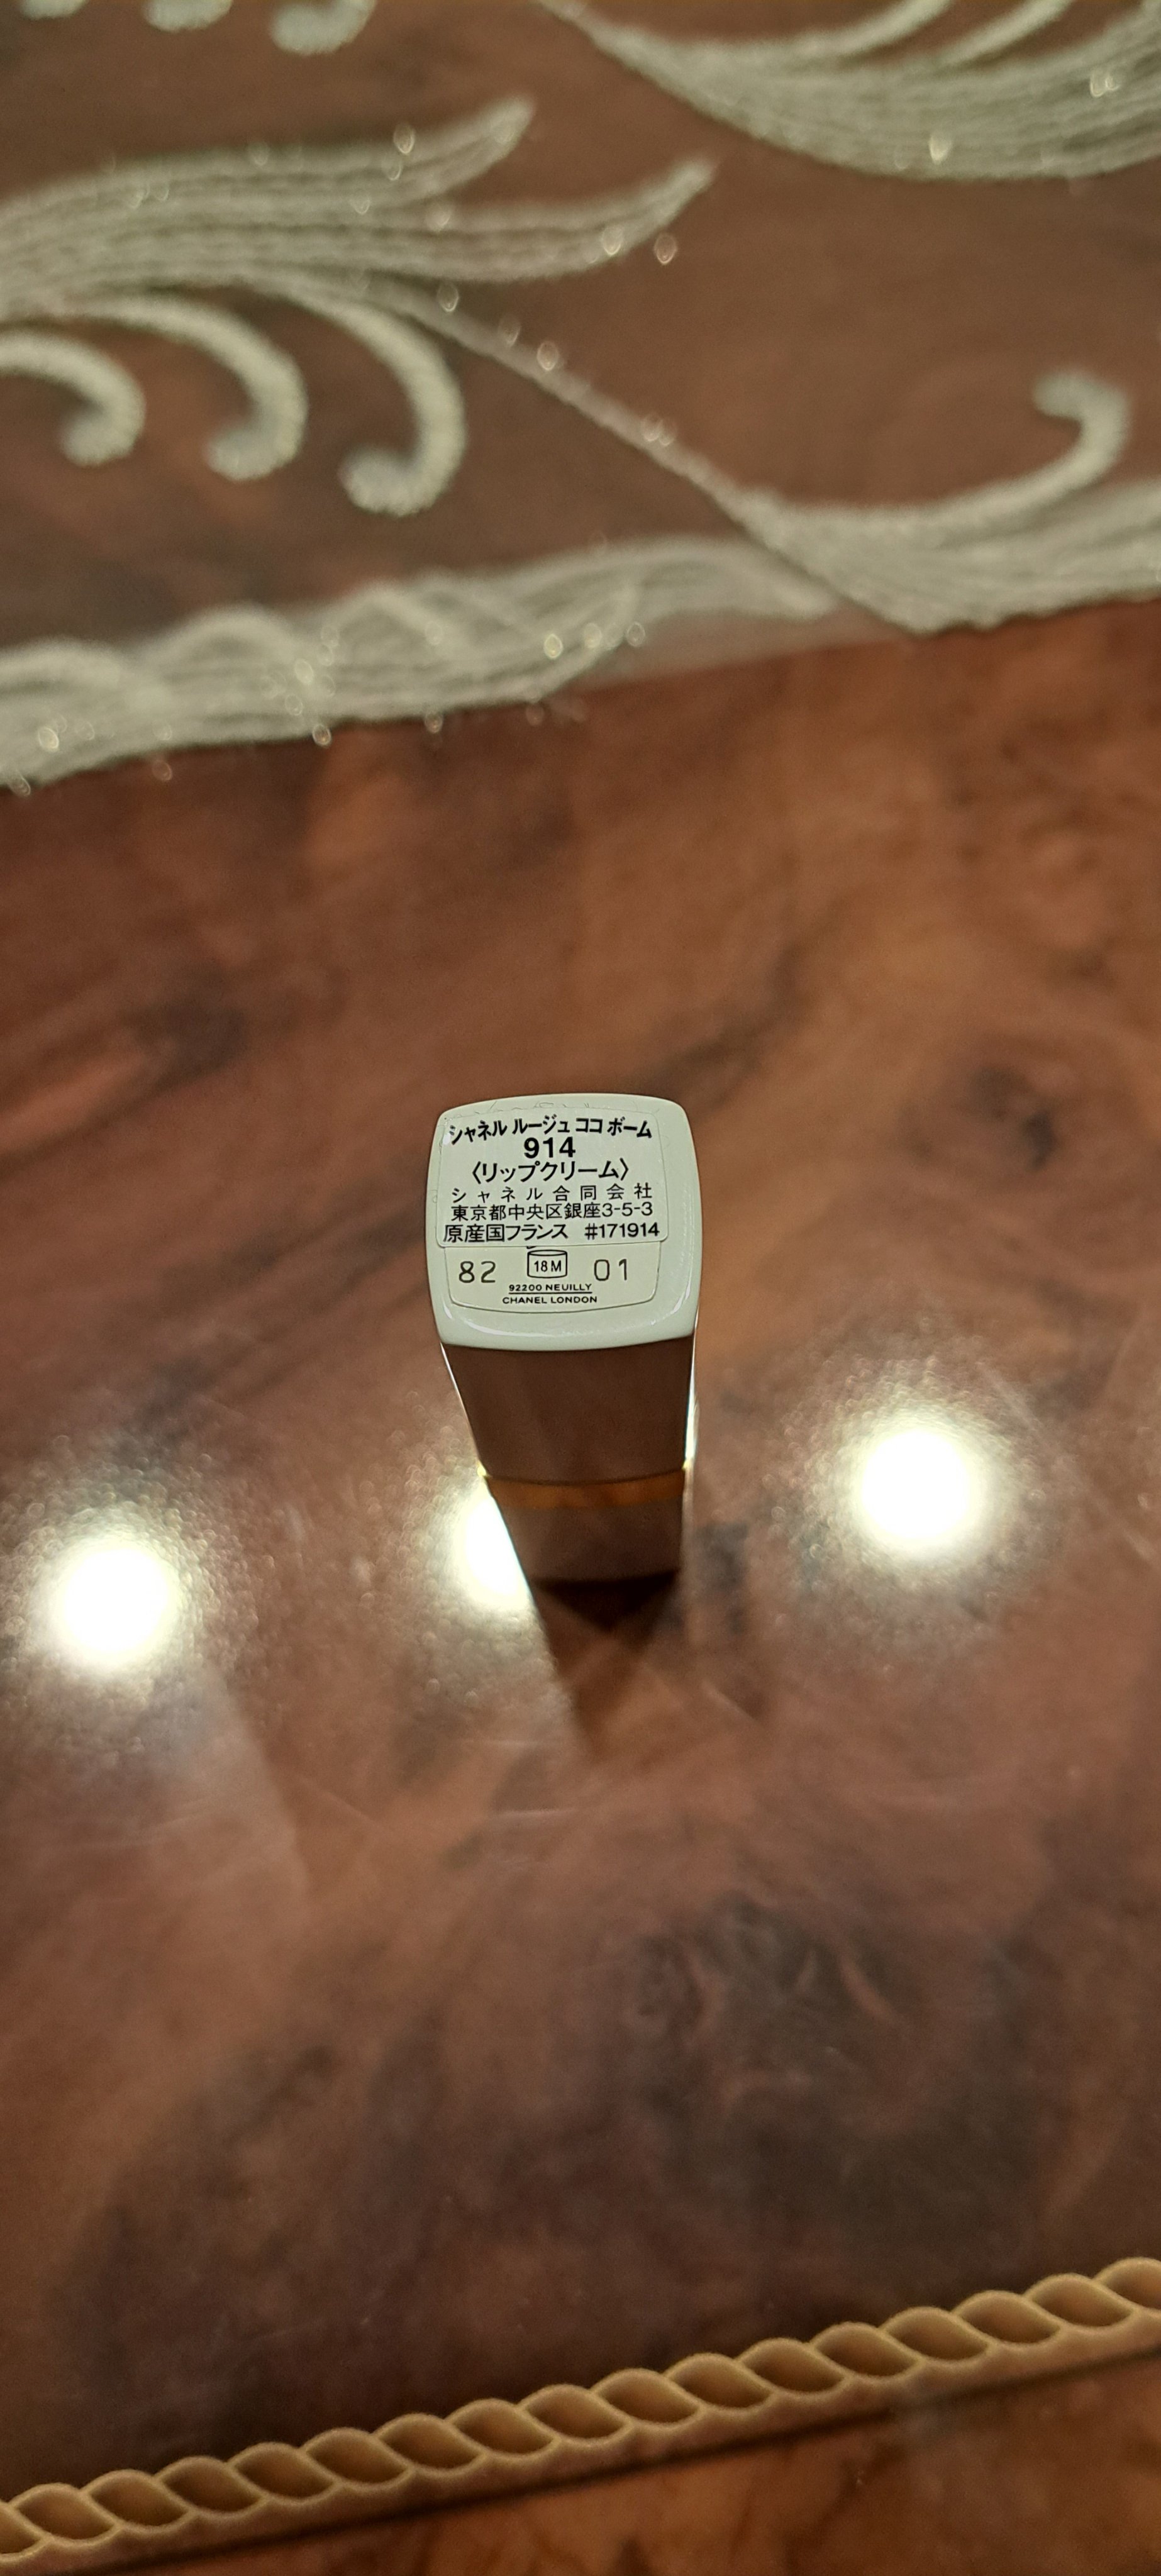 シャネル ルージュ ココ ボーム
914
〈リップクリーム〉
シャネル合同会社
東京都中央区銀座3-5-3
原産国フランス #171914
82 18M 01
92200 NEUILLY
CHANEL LONDON